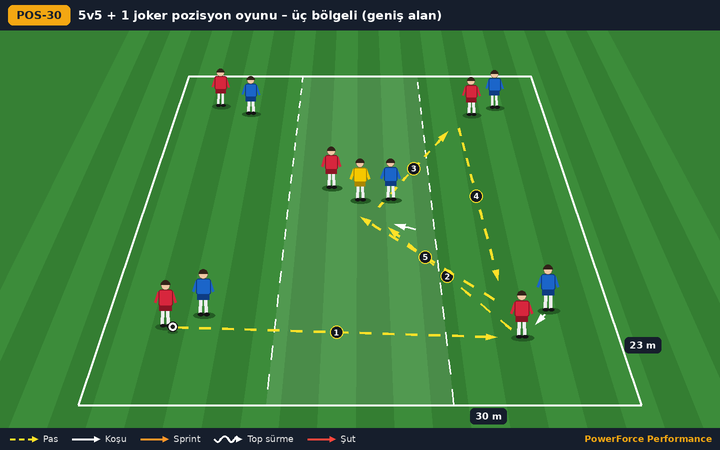 POS-30 5v5 + 1 joker pozisyon oyunu – üç bölgeli (geniş alan)
3
4
5
2
1
23 m
30 m
Pas Koşu Sprint Top sürme Şut PowerForce Performance